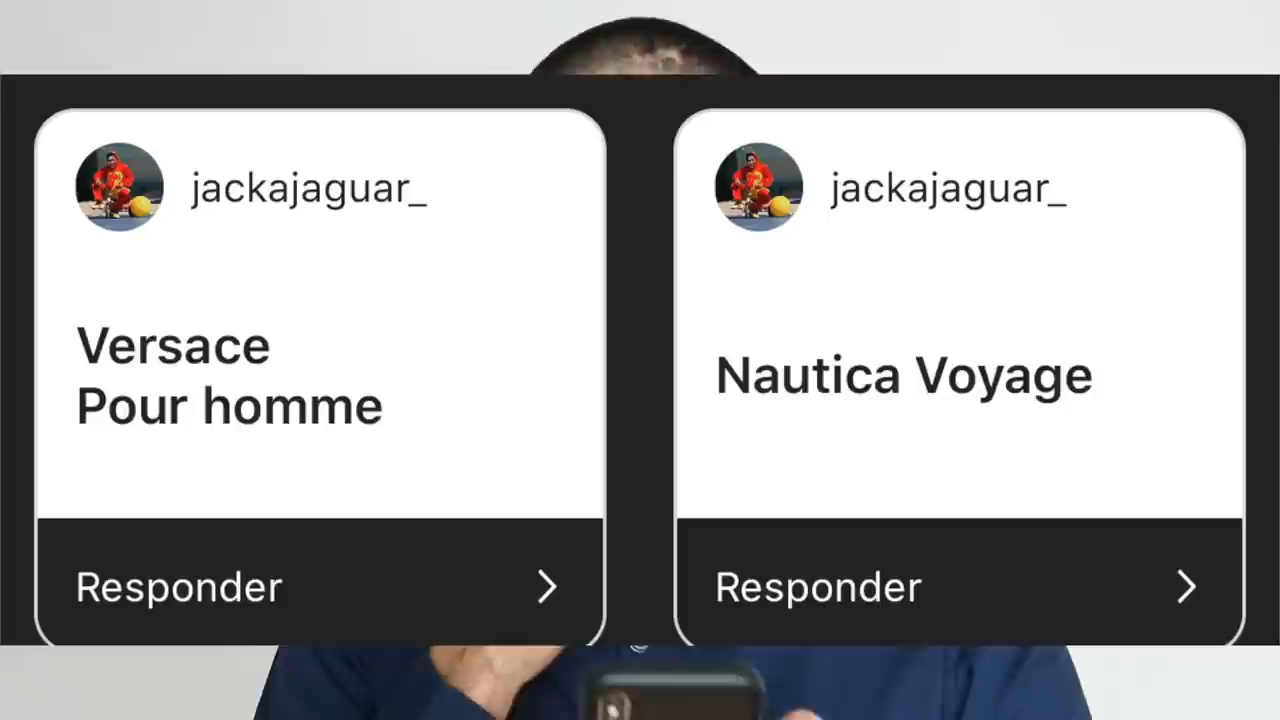 jackajaguar_
Versace
Pour homme
Responder
jackajaguar_
Nautica Voyage
Responder